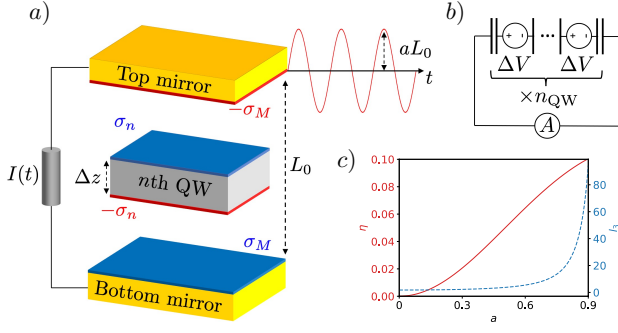 a)
Top mirror
aL₀
t
−σ_M
σ_n
L₀
I(t)
Δz
nth QW
−σ_n
σ_M
Bottom mirror
b)
+ -
...
+ -
ΔV
ΔV
×n_QW
A
c)
0.10
0.08
0.06
0.04
0.02
0.00
η
80
60
40
20
0
I₃
0
0.3
0.6
0.9
a